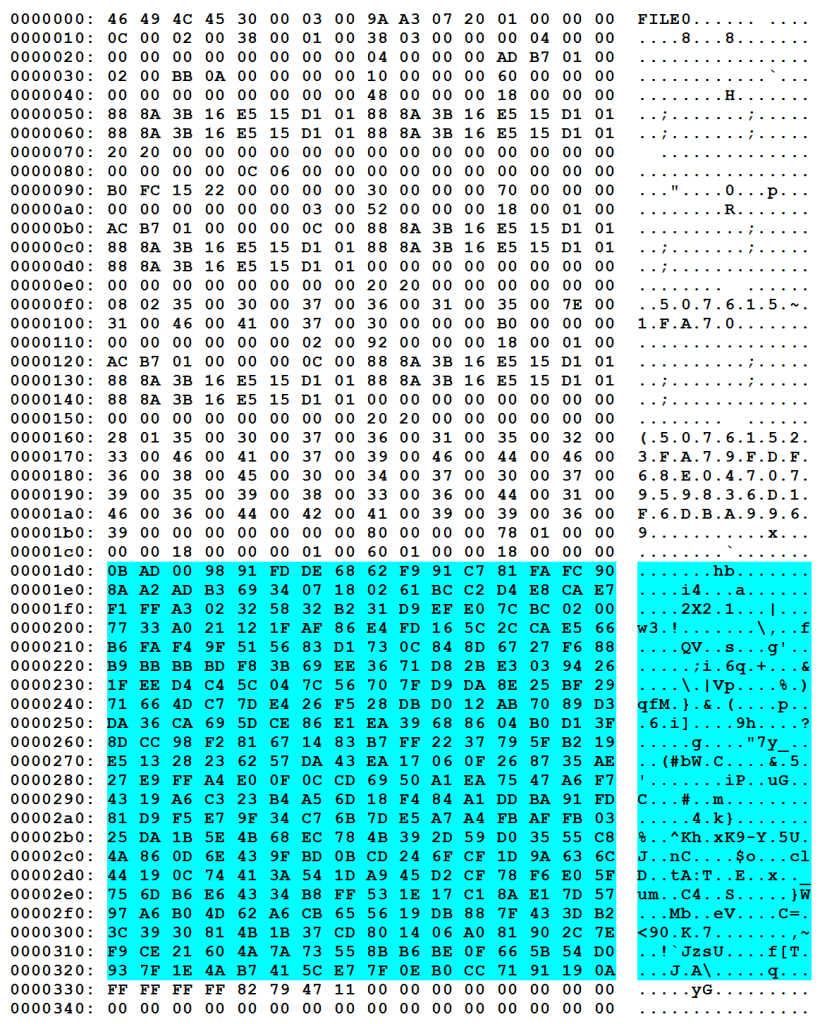 0000000: 46 49 4C 45 30 00 03 00 9A A3 07 20 01 00 00 00 FILE0...... ....
0000010: 0C 00 02 00 38 00 01 00 38 03 00 00 00 04 00 00 ....8...8.......
0000020: 00 00 00 00 00 00 00 00 04 00 00 00 AD B7 01 00 ................
0000030: 02 00 BB 0A 00 00 00 00 10 00 00 00 60 00 00 00 ............`...
0000040: 00 00 00 00 00 00 00 00 48 00 00 00 18 00 00 00 ........H.......
0000050: 88 8A 3B 16 E5 15 D1 01 88 8A 3B 16 E5 15 D1 01 ..;.......;.....
0000060: 88 8A 3B 16 E5 15 D1 01 88 8A 3B 16 E5 15 D1 01 ..;.......;.....
0000070: 20 20 00 00 00 00 00 00 00 00 00 00 00 00 00 00   ..............
0000080: 00 00 00 00 0C 06 00 00 00 00 00 00 00 00 00 00 ................
0000090: B0 FC 15 22 00 00 00 00 30 00 00 00 70 00 00 00 ..."....0...p...
00000a0: 00 00 00 00 00 00 03 00 52 00 00 00 18 00 01 00 ........R.......
00000b0: AC B7 01 00 00 00 0C 00 88 8A 3B 16 E5 15 D1 01 ..........;.....
00000c0: 88 8A 3B 16 E5 15 D1 01 88 8A 3B 16 E5 15 D1 01 ..;.......;.....
00000d0: 88 8A 3B 16 E5 15 D1 01 00 00 00 00 00 00 00 00 ..;.............
00000e0: 00 00 00 00 00 00 00 00 20 20 00 00 00 00 00 00 ........  ......
00000f0: 08 02 35 00 30 00 37 00 36 00 31 00 35 00 7E 00 ..5.0.7.6.1.5.~.
0000100: 31 00 46 00 41 00 37 00 30 00 00 00 B0 00 00 00 1.F.A.7.0.......
0000110: 00 00 00 00 00 00 02 00 92 00 00 00 18 00 01 00 ................
0000120: AC B7 01 00 00 00 0C 00 88 8A 3B 16 E5 15 D1 01 ..........;.....
0000130: 88 8A 3B 16 E5 15 D1 01 88 8A 3B 16 E5 15 D1 01 ..;.......;.....
0000140: 88 8A 3B 16 E5 15 D1 01 00 00 00 00 00 00 00 00 ..;.............
0000150: 00 00 00 00 00 00 00 00 20 20 00 00 00 00 00 00 ........  ......
0000160: 28 01 35 00 30 00 37 00 36 00 31 00 35 00 32 00 (.5.0.7.6.1.5.2.
0000170: 33 00 46 00 41 00 37 00 39 00 46 00 44 00 46 00 3.F.A.7.9.F.D.F.
0000180: 36 00 38 00 45 00 30 00 34 00 37 00 30 00 37 00 6.8.E.0.4.7.0.7.
0000190: 39 00 35 00 39 00 38 00 33 00 36 00 44 00 31 00 9.5.9.8.3.6.D.1.
00001a0: 46 00 36 00 44 00 42 00 41 00 39 00 39 00 36 00 F.6.D.B.A.9.9.6.
00001b0: 39 00 00 00 00 00 00 00 80 00 00 00 78 01 00 00 9...........x...
00001c0: 00 00 18 00 00 00 01 00 60 01 00 00 18 00 00 00 ........`.......
00001d0: 0B AD 00 98 91 FD DE 68 62 F9 91 C7 81 FA FC 90 .......hb.......
00001e0: 8A A2 AD B3 69 34 07 18 02 61 BC C2 D4 E8 CA E7 ....i4...a......
00001f0: F1 FF A3 02 32 58 32 B2 31 D9 EF E0 7C BC 02 00 ....2X2.1...|...
0000200: 77 33 A0 21 12 1F AF 86 E4 FD 16 5C 2C CA E5 66 w3.!.......\,..f
0000210: B6 FA F4 9F 51 56 83 D1 73 0C 84 8D 67 27 F6 88 ....QV..s...g'..
0000220: B9 BB BB BD F8 3B 69 EE 36 71 D8 2B E3 03 94 26 .....;i.6q.+...&
0000230: 1F EE D4 C4 5C 04 7C 56 70 7F D9 DA 8E 25 BF 29 ....\.|Vp....%.)
0000240: 71 66 4D C7 7D E4 26 F5 28 DB D0 12 AB 70 89 D3 qfM.}.&.(....p..
0000250: DA 36 CA 69 5D CE 86 E1 EA 39 68 86 04 B0 D1 3F .6.i]....9h....?
0000260: 8D CC 98 F2 81 67 14 83 B7 FF 22 37 79 5F B2 19 .....g...."7y_..
0000270: E5 13 28 23 62 57 DA 43 EA 17 06 0F 26 87 35 AE ..(#bW.C....&.5.
0000280: 27 E9 FF A4 E0 0F 0C CD 69 50 A1 EA 75 47 A6 F7 '.......iP..uG..
0000290: 43 19 A6 C3 23 B4 A5 6D 18 F4 84 A1 DD BA 91 FD C...#..m........
00002a0: 81 D9 F5 E7 9F 34 C7 6B 7D E5 A7 A4 FB AF FB 03 .....4.k}.......
00002b0: 25 DA 1B 5E 4B 68 EC 78 4B 39 2D 59 D0 35 55 C8 %..^Kh.xK9-Y.5U.
00002c0: 4A 86 0D 6E 43 9F BD 0B CD 24 6F CF 1D 9A 63 6C J..nC....$o...cl
00002d0: 44 19 0C 74 41 3A 54 1D A9 45 D2 CF 78 F6 E0 5F D..tA:T..E..x.._
00002e0: 75 6D B6 E6 43 34 B8 FF 53 1E 17 C1 8A E1 7D 57 um..C4..S.....}W
00002f0: 97 A6 B0 4D 62 A6 CB 65 56 19 DB 88 7F 43 3D B2 ...Mb..eV....C=.
0000300: 3C 39 30 81 4B 1B 37 CD 80 14 06 A0 81 90 2C 7E <90.K.7.......,~
0000310: F9 CE 21 60 4A 7A 73 55 8B B6 BE 0F 66 5B 54 D0 ..!`JzsU....f[T.
0000320: 93 7F 1E 4A B7 41 5C E7 7F 0E B0 CC 71 91 19 0A ...J.A\.....q...
0000330: FF FF FF FF 82 79 47 11 00 00 00 00 00 00 00 00 .....yG.........
0000340: 00 00 00 00 00 00 00 00 00 00 00 00 00 00 00 00 ................